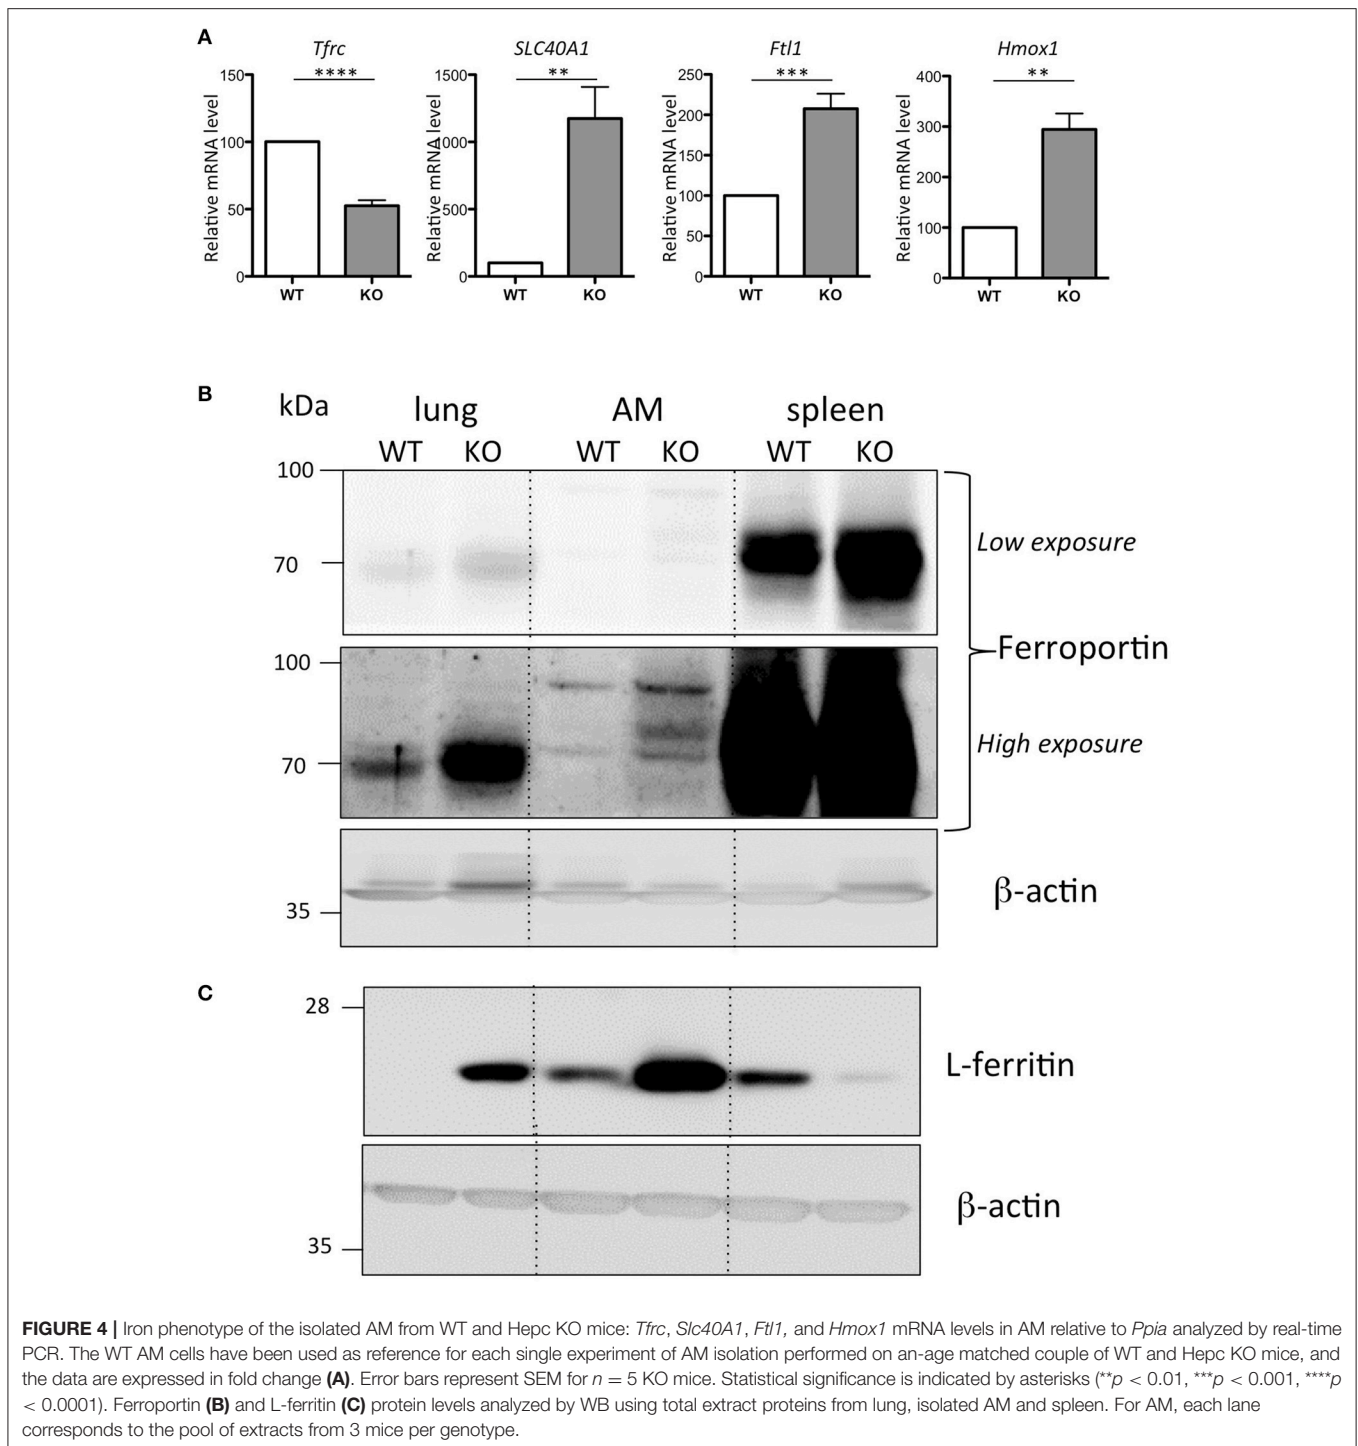 A
Tfrc
SLC40A1
Ftl1
Hmox1
****
**
***
**
Relative mRNA level
150
100
50
0
WT KO
Relative mRNA level
1500
1000
500
0
WT KO
Relative mRNA level
250
200
150
100
50
0
WT KO
Relative mRNA level
400
300
200
100
0
WT KO
B
kDa lung AM spleen
WT KO WT KO WT KO
100
70
Low exposure
Ferroportin
100
70
High exposure
35
β-actin
C
28
L-ferritin
35
β-actin
FIGURE 4 | Iron phenotype of the isolated AM from WT and Hepc KO mice: Tfrc, Slc40A1, Ftl1, and Hmox1 mRNA levels in AM relative to Ppia analyzed by real-time
PCR. The WT AM cells have been used as reference for each single experiment of AM isolation performed on an-age matched couple of WT and Hepc KO mice, and
the data are expressed in fold change (A). Error bars represent SEM for n = 5 KO mice. Statistical significance is indicated by asterisks (**p < 0.01, ***p < 0.001, ****p
< 0.0001). Ferroportin (B) and L-ferritin (C) protein levels analyzed by WB using total extract proteins from lung, isolated AM and spleen. For AM, each lane
corresponds to the pool of extracts from 3 mice per genotype.